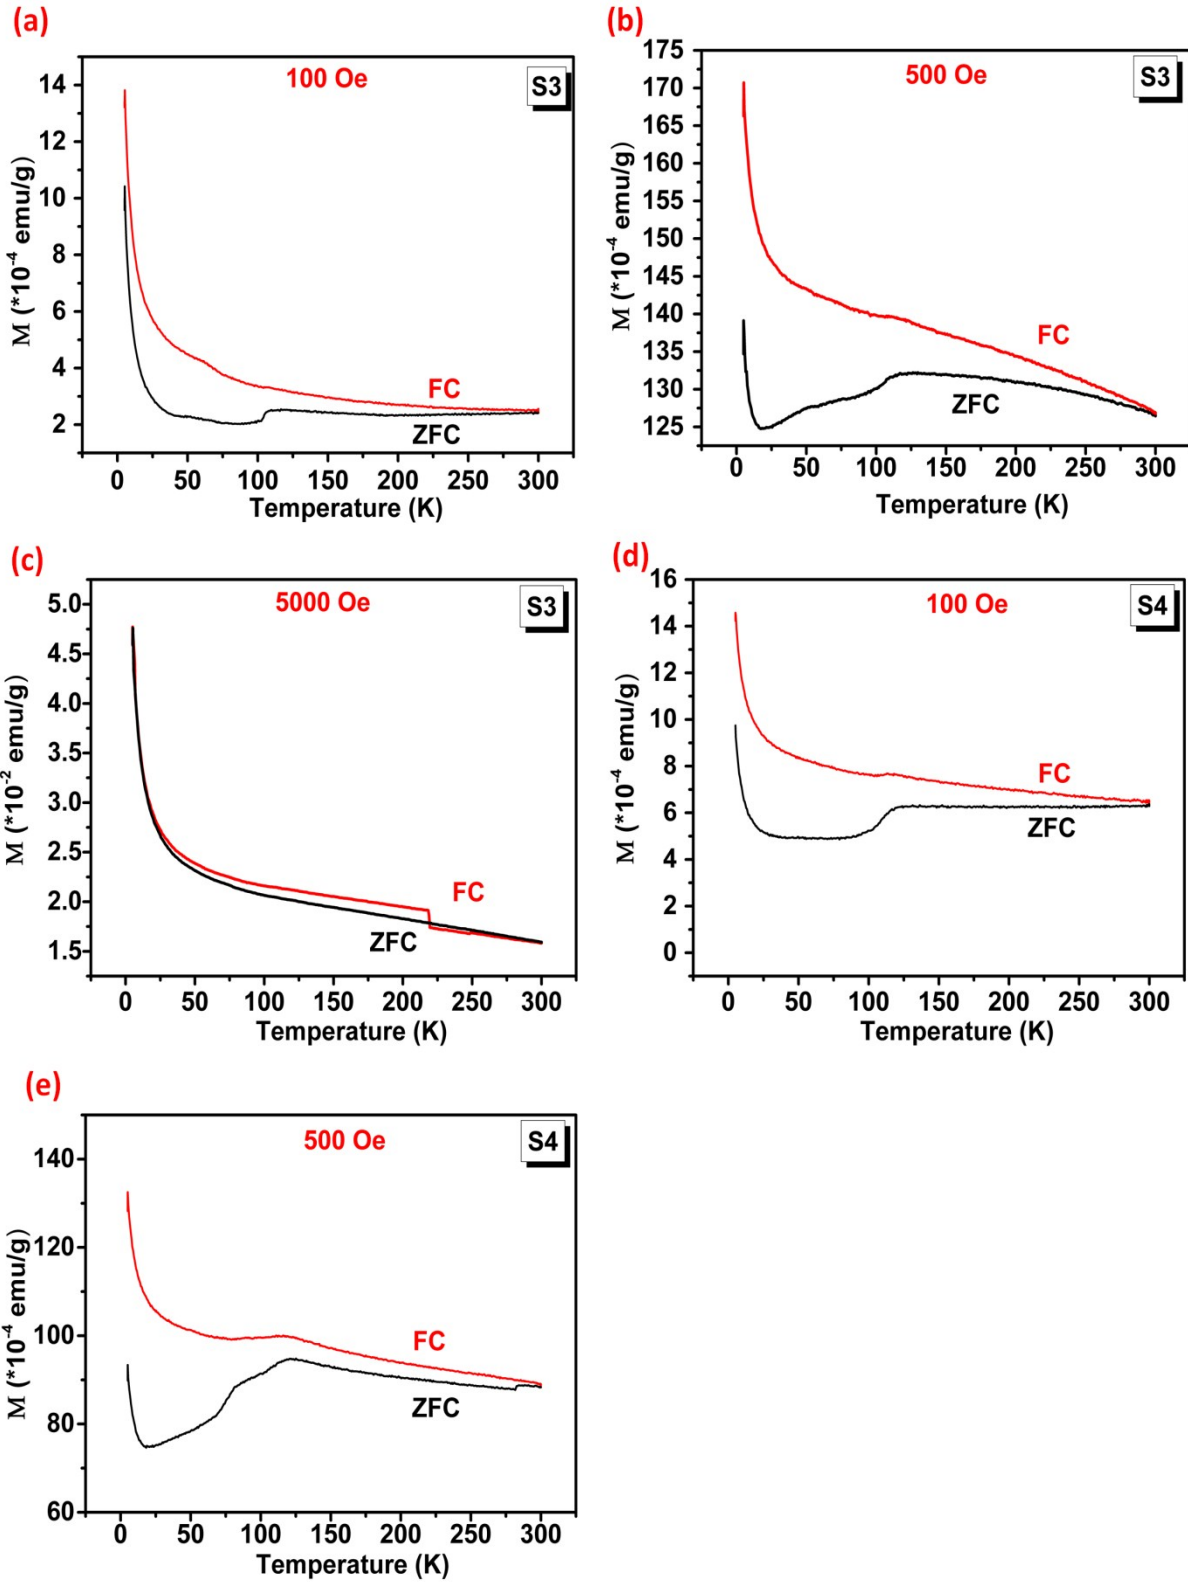 (a)
100 Oe
S3
14
12
10
8
6
4
2
M (*10⁻⁴ emu/g)
FC
ZFC
0 50 100 150 200 250 300
Temperature (K)
(b)
500 Oe
S3
175
170
165
160
155
150
145
140
135
130
125
M (*10⁻⁴ emu/g)
FC
ZFC
0 50 100 150 200 250 300
Temperature (K)
(c)
5000 Oe
S3
5.0
4.5
4.0
3.5
3.0
2.5
2.0
1.5
M (*10⁻² emu/g)
FC
ZFC
0 50 100 150 200 250 300
Temperature (K)
(d)
100 Oe
S4
16
14
12
10
8
6
4
2
0
M (*10⁻⁴ emu/g)
FC
ZFC
0 50 100 150 200 250 300
Temperature (K)
(e)
500 Oe
S4
140
120
100
80
60
M (*10⁻⁴ emu/g)
FC
ZFC
0 50 100 150 200 250 300
Temperature (K)